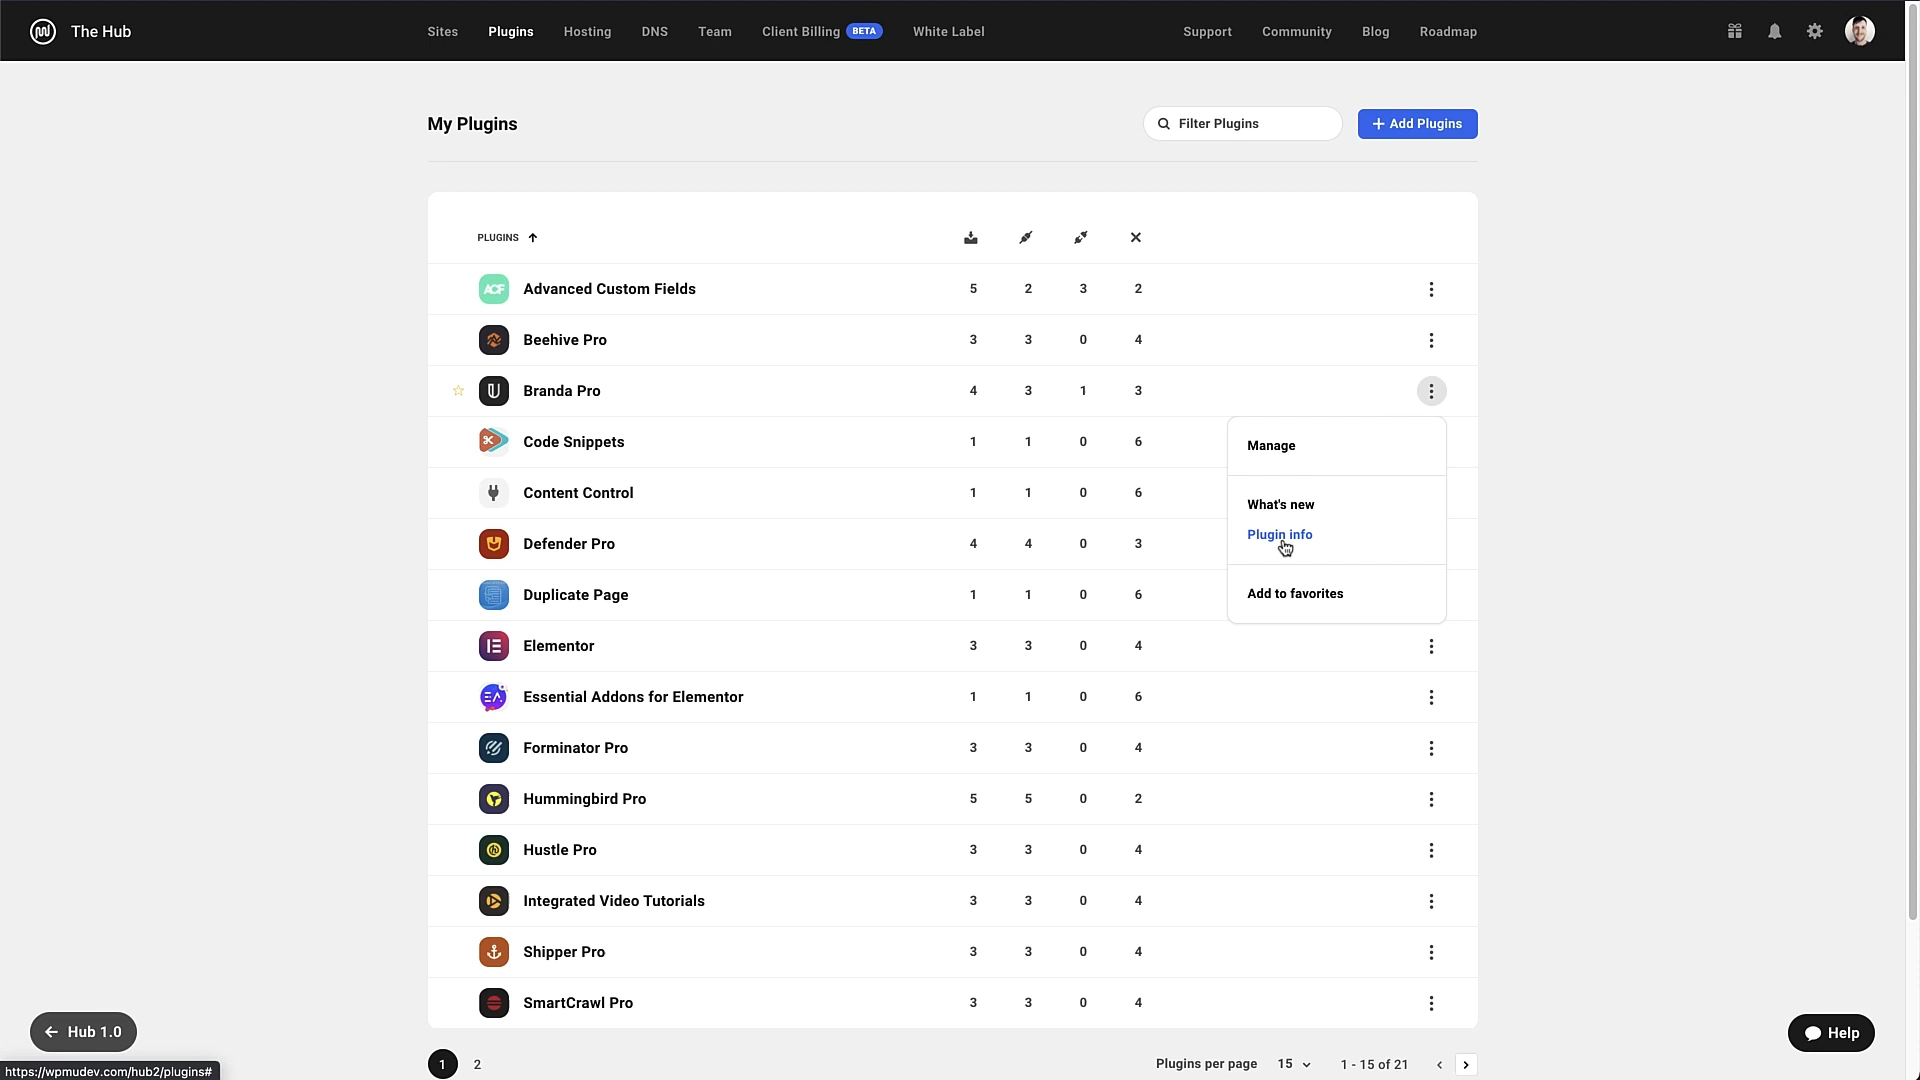 The Hub
Sites Plugins Hosting DNS Team Client Billing BETA White Label
Support Community Blog Roadmap
My Plugins
Filter Plugins
+ Add Plugins
PLUGINS
ACF Advanced Custom Fields 5 2 3 2
Beehive Pro 3 3 0 4
Branda Pro 4 3 1 3
Code Snippets 1 1 0 6
Content Control 1 1 0 6
Defender Pro 4 4 0 3
Duplicate Page 1 1 0 6
Elementor 3 3 0 4
Essential Addons for Elementor 1 1 0 6
Forminator Pro 3 3 0 4
Hummingbird Pro 5 5 0 2
Hustle Pro 3 3 0 4
Integrated Video Tutorials 3 3 0 4
Shipper Pro 3 3 0 4
SmartCrawl Pro 3 3 0 4
Manage
What's new
Plugin info
Add to favorites
Hub 1.0
Help
1 2
Plugins per page 15 1 - 15 of 21
https://wpmudev.com/hub2/plugins#